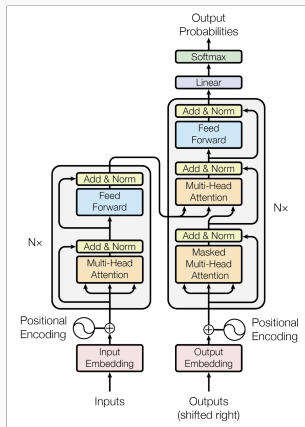 Output
Probabilities
Softmax
Linear
Add & Norm
Feed
Forward
Add & Norm
Multi-Head
Attention
Add & Norm
Masked
Multi-Head
Attention
N×
Add & Norm
Feed
Forward
Add & Norm
Multi-Head
Attention
N×
Positional
Encoding
Positional
Encoding
Input
Embedding
Output
Embedding
Inputs
Outputs
(shifted right)